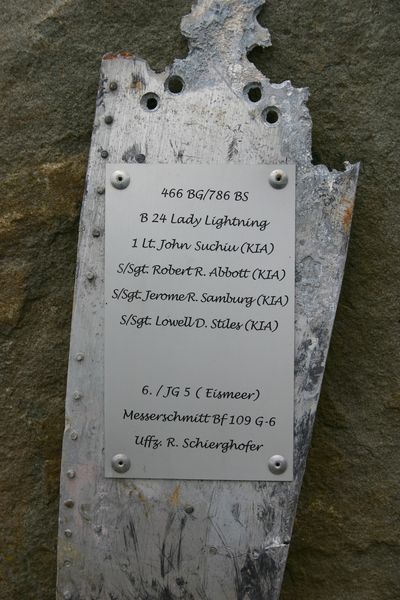 466 BG/786 BS
B 24 Lady Lightning
1 Lt. John Suchiu (KIA)
S/Sgt. Robert R. Abbott (KIA)
S/Sgt. Jerome R. Samburg (KIA)
S/Sgt. Lowell D. Stiles (KIA)
6. / JG 5 ( Eismeer)
Messerschmitt Bf 109 G-6
Uffz. R. Schierghofer